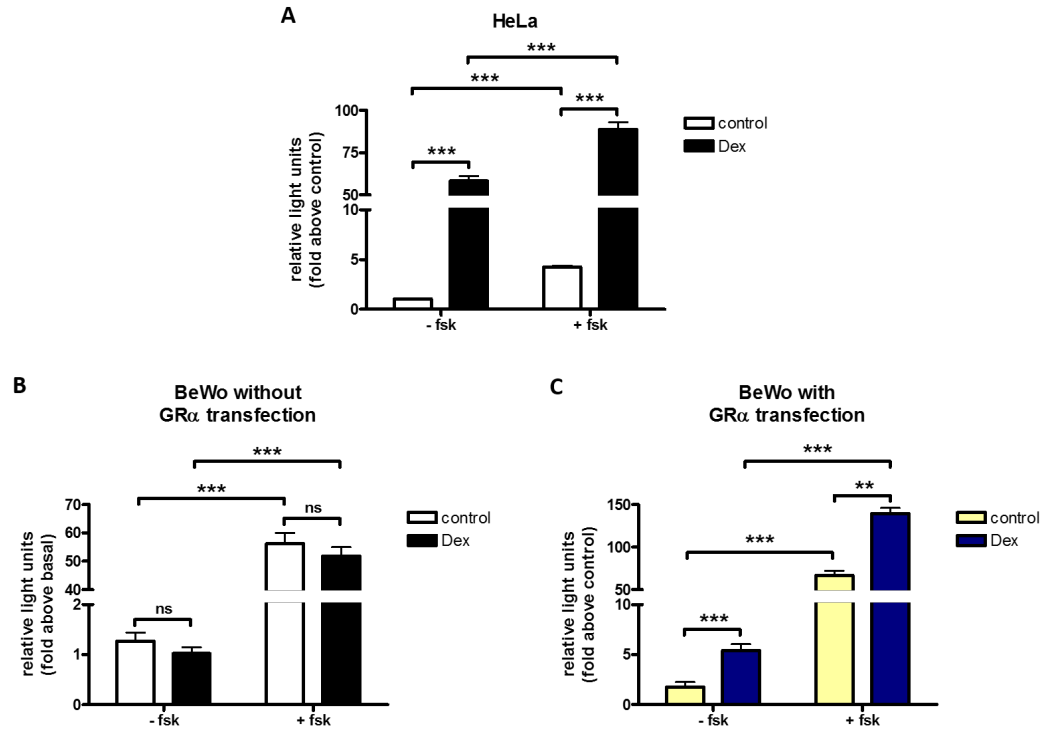 A
HeLa
***
***
***
***
relative light units
(fold above control)
100
75
50
10
5
0
- fsk
+ fsk
control
Dex
B
BeWo without
GRα transfection
***
***
ns
ns
relative light units
(fold above basal)
70
60
50
40
2
1
0
- fsk
+ fsk
control
Dex
C
BeWo with
GRα transfection
***
**
***
***
relative light units
(fold above control)
150
100
50
10
5
0
- fsk
+ fsk
control
Dex